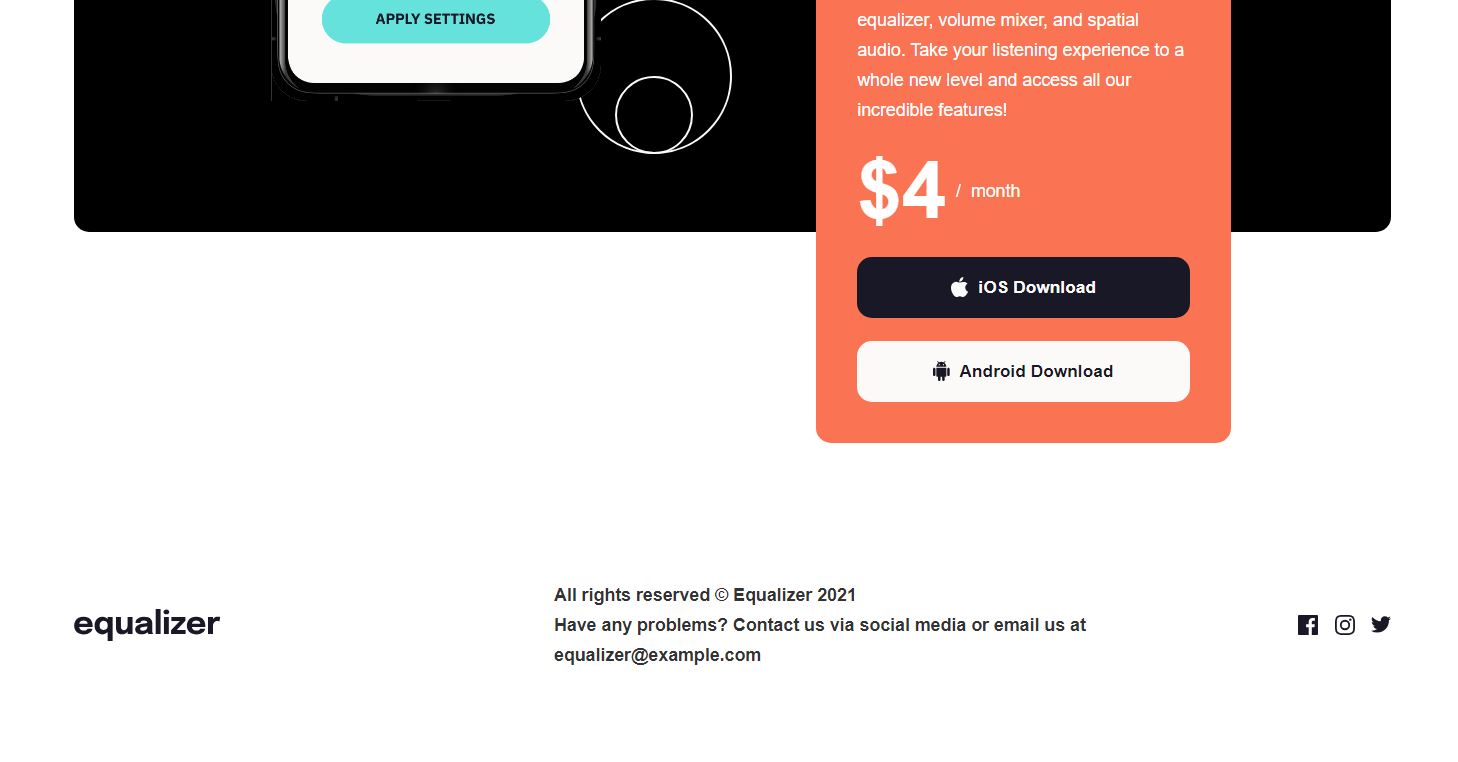 APPLY SETTINGS
equalizer, volume mixer, and spatial
audio. Take your listening experience to a
whole new level and access all our
incredible features!
$4 / month
iOS Download
Android Download
equalizer
All rights reserved © Equalizer 2021
Have any problems? Contact us via social media or email us at
equalizer@example.com